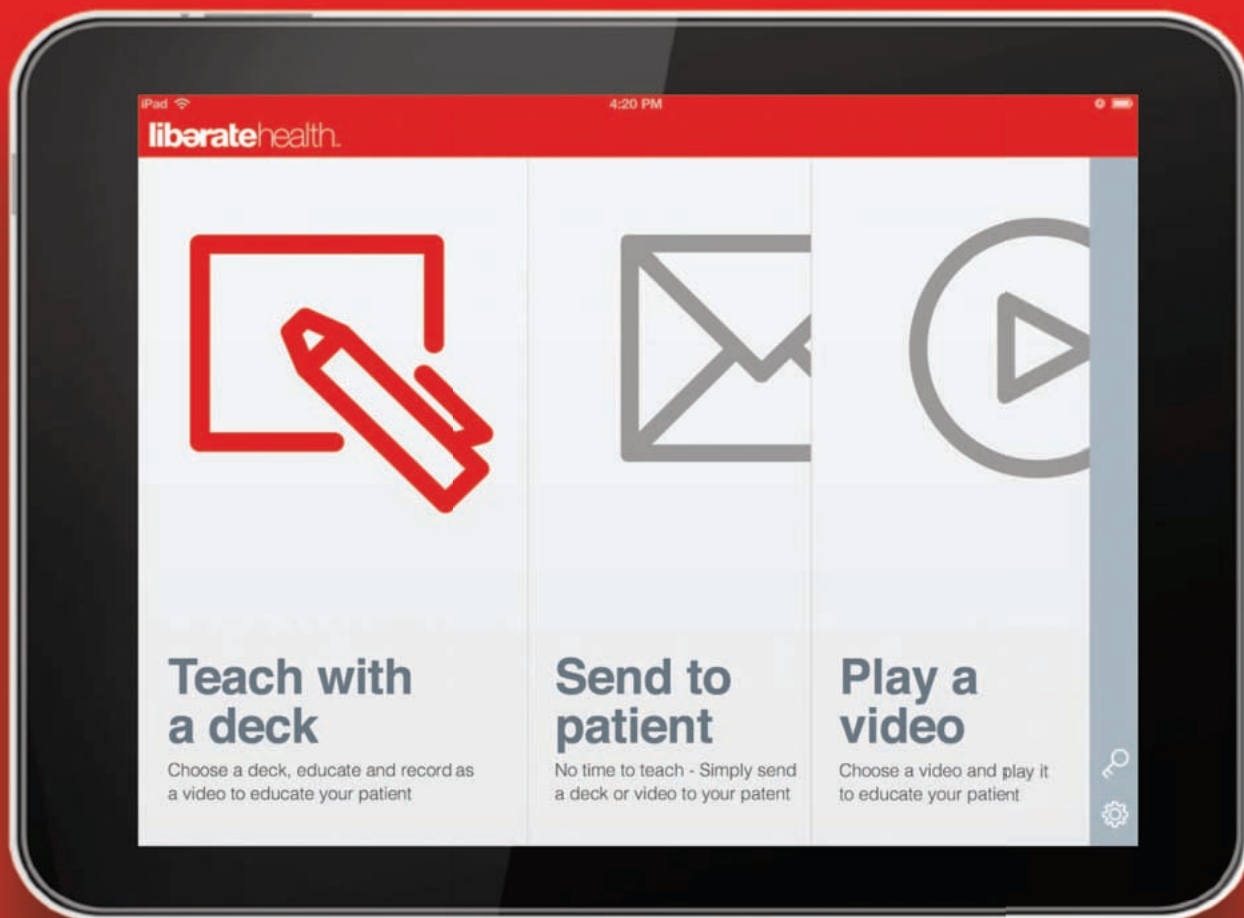 iPad
4:20 PM
libəratehealth.
Teach with
a deck
Choose a deck, educate and record as
a video to educate your patient
Send to
patient
No time to teach - Simply send
a deck or video to your patent
Play a
video
Choose a video and play it
to educate your patient